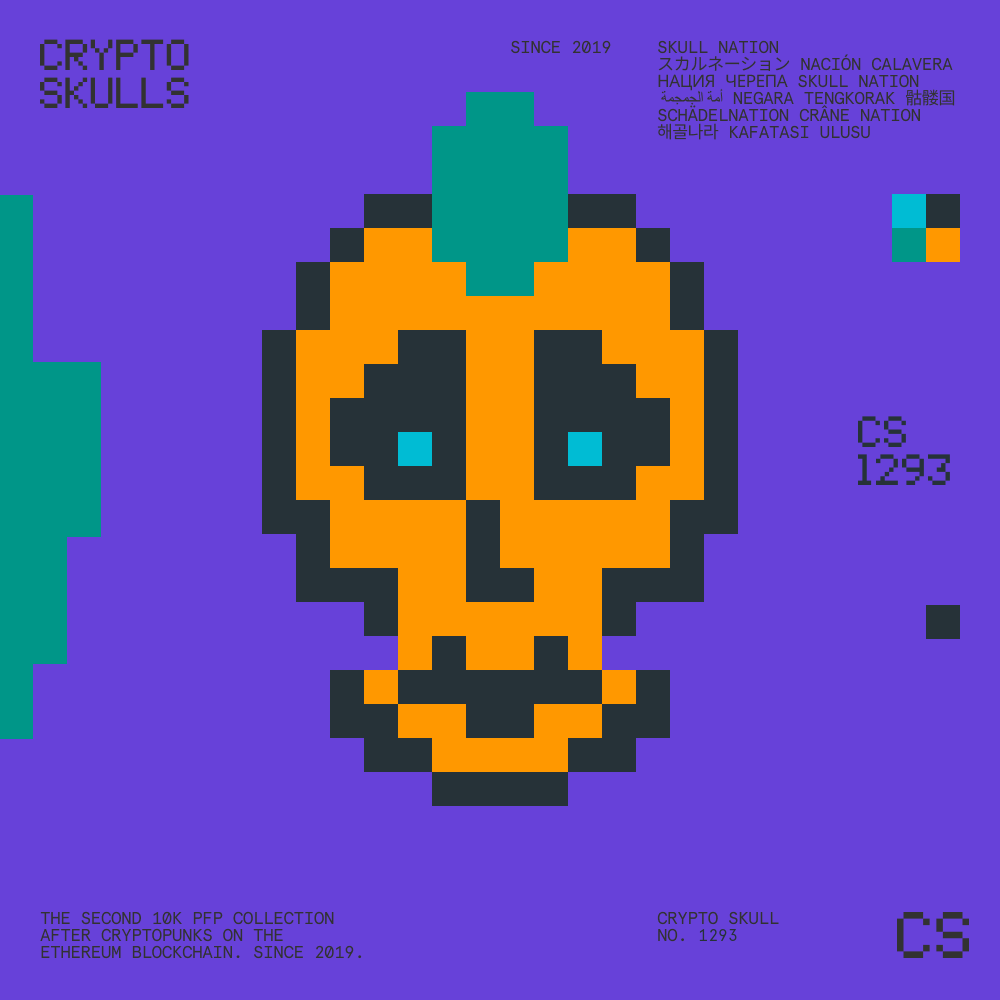 CRYPTO
SKULLS
SINCE 2019
SKULL NATION
スカルネーション NACIÓN CALAVERA
НАЦИЯ ЧЕРЕПА SKULL NATION
أمة الجمجمة NEGARA TENGKORAK 骷髅国
SCHÄDELNATION CRÂNE NATION
해골나라 KAFATASI ULUSU
CS
1293
THE SECOND 10K PFP COLLECTION
AFTER CRYPTOPUNKS ON THE
ETHEREUM BLOCKCHAIN. SINCE 2019.
CRYPTO SKULL
NO. 1293
CS